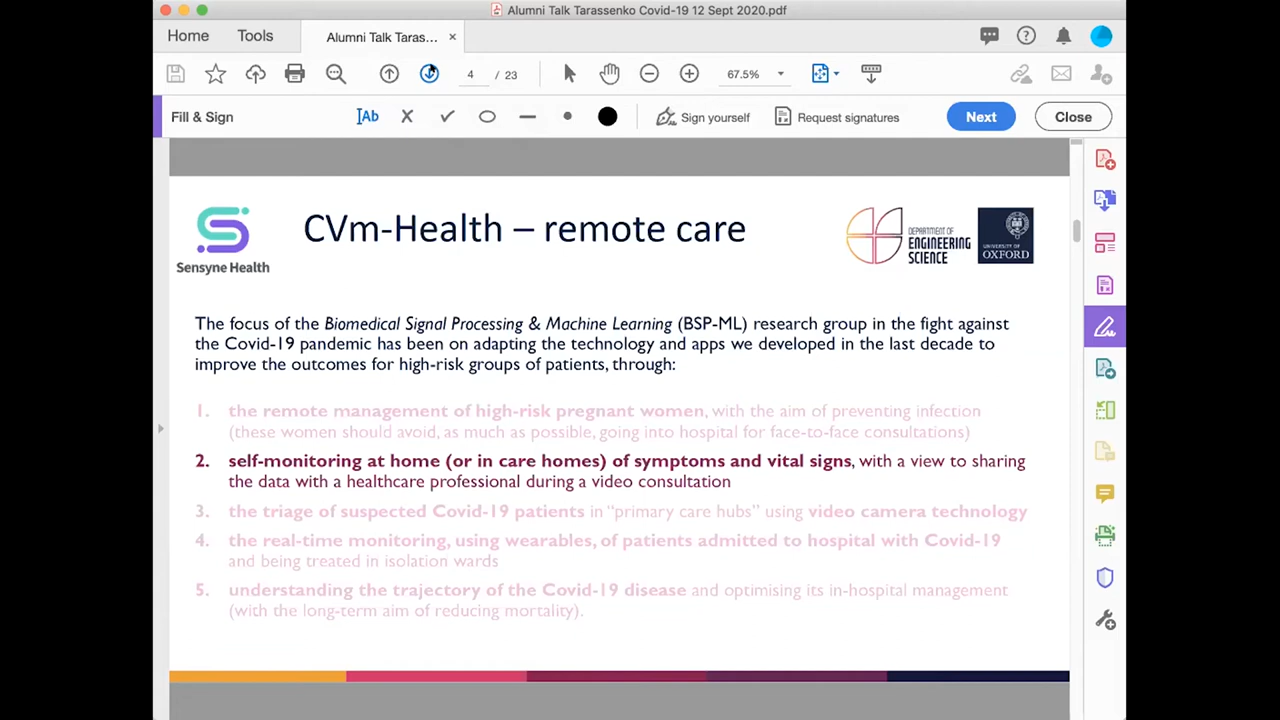 Alumni Talk Tarassenko Covid-19 12 Sept 2020.pdf
Home
Tools
Alumni Talk Taras...
4 / 23
67.5%
Fill & Sign
Ab
Sign yourself
Request signatures
Next
Close
Sensyne Health
CVm-Health – remote care
DEPARTMENT OF
ENGINEERING
SCIENCE
UNIVERSITY OF
OXFORD
The focus of the Biomedical Signal Processing & Machine Learning (BSP-ML) research group in the fight against
the Covid-19 pandemic has been on adapting the technology and apps we developed in the last decade to
improve the outcomes for high-risk groups of patients, through:
1. the remote management of high-risk pregnant women, with the aim of preventing infection
(these women should avoid, as much as possible, going into hospital for face-to-face consultations)
2. self-monitoring at home (or in care homes) of symptoms and vital signs, with a view to sharing
the data with a healthcare professional during a video consultation
3. the triage of suspected Covid-19 patients in “primary care hubs” using video camera technology
4. the real-time monitoring, using wearables, of patients admitted to hospital with Covid-19
and being treated in isolation wards
5. understanding the trajectory of the Covid-19 disease and optimising its in-hospital management
(with the long-term aim of reducing mortality).